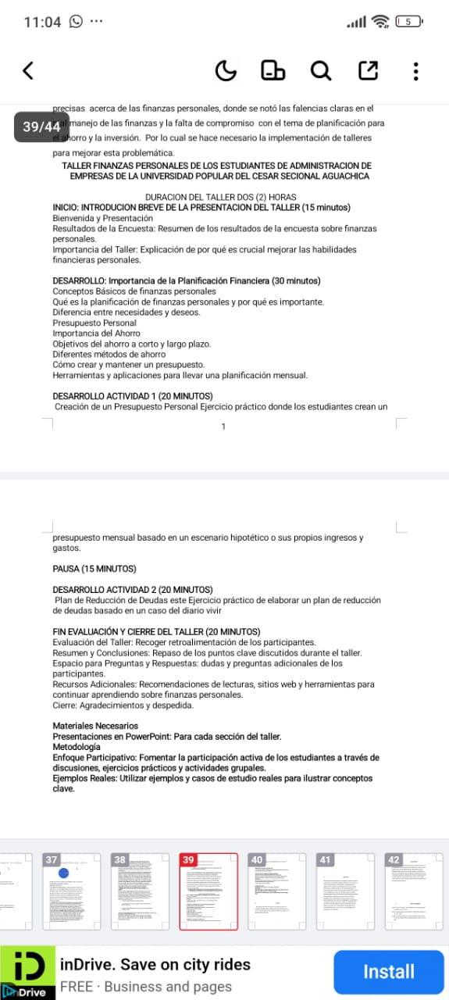 11:04
5
39/44
precisas acerca de las finanzas personales, donde se notó las falencias claras en el
manejo de las finanzas y la falta de compromiso con el tema de planificación para
el ahorro y la inversión. Por lo cual se hace necesario la implementación de talleres
para mejorar esta problemática.
TALLER FINANZAS PERSONALES DE LOS ESTUDIANTES DE ADMINISTRACION DE
EMPRESAS DE LA UNIVERSIDAD POPULAR DEL CESAR SECIONAL AGUACHICA
DURACION DEL TALLER DOS (2) HORAS
INICIO: INTRODUCION BREVE DE LA PRESENTACION DEL TALLER (15 minutos)
Bienvenida y Presentación
Resultados de la Encuesta: Resumen de los resultados de la encuesta sobre finanzas
personales.
Importancia del Taller: Explicación de por qué es crucial mejorar las habilidades
financieras personales.
DESARROLLO: Importancia de la Planificación Financiera (30 minutos)
Conceptos Básicos de finanzas personales
Qué es la planificación de finanzas personales y por qué es importante.
Diferencia entre necesidades y deseos.
Presupuesto Personal
Importancia del Ahorro
Objetivos del ahorro a corto y largo plazo.
Diferentes métodos de ahorro
Cómo crear y mantener un presupuesto.
Herramientas y aplicaciones para llevar una planificación mensual.
DESARROLLO ACTIVIDAD 1 (20 MINUTOS)
Creación de un Presupuesto Personal Ejercicio práctico donde los estudiantes crean un
1
presupuesto mensual basado en un escenario hipotético o sus propios ingresos y
gastos.
PAUSA (15 MINUTOS)
DESARROLLO ACTIVIDAD 2 (20 MINUTOS)
Plan de Reducción de Deudas este Ejercicio práctico de elaborar un plan de reducción
de deudas basado en un caso del diario vivir
FIN EVALUACIÓN Y CIERRE DEL TALLER (20 MINUTOS)
Evaluación del Taller: Recoger retroalimentación de los participantes.
Resumen y Conclusiones: Repaso de los puntos clave discutidos durante el taller.
Espacio para Preguntas y Respuestas: dudas y preguntas adicionales de los
participantes.
Recursos Adicionales: Recomendaciones de lecturas, sitios web y herramientas para
continuar aprendiendo sobre finanzas personales.
Cierre: Agradecimientos y despedida.
Materiales Necesarios
Presentaciones en PowerPoint: Para cada sección del taller.
Metodología
Enfoque Participativo: Fomentar la participación activa de los estudiantes a través de
discusiones, ejercicios prácticos y actividades grupales.
Ejemplos Reales: Utilizar ejemplos y casos de estudio reales para ilustrar conceptos
clave.
37 38 39 40 41 42
iD
inDrive
inDrive. Save on city rides
FREE · Business and pages
Install